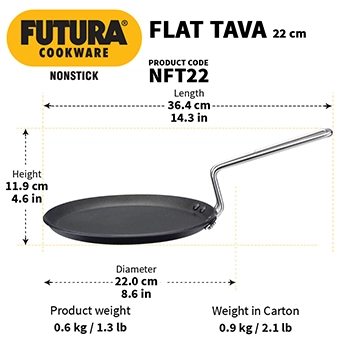 FUTURA®
COOKWARE
NONSTICK
FLAT TAVA 22 cm
PRODUCT CODE
NFT22
Length
36.4 cm
14.3 in
Height
11.9 cm
4.6 in
Diameter
22.0 cm
8.6 in
Product weight
0.6 kg / 1.3 lb
Weight in Carton
0.9 kg / 2.1 lb